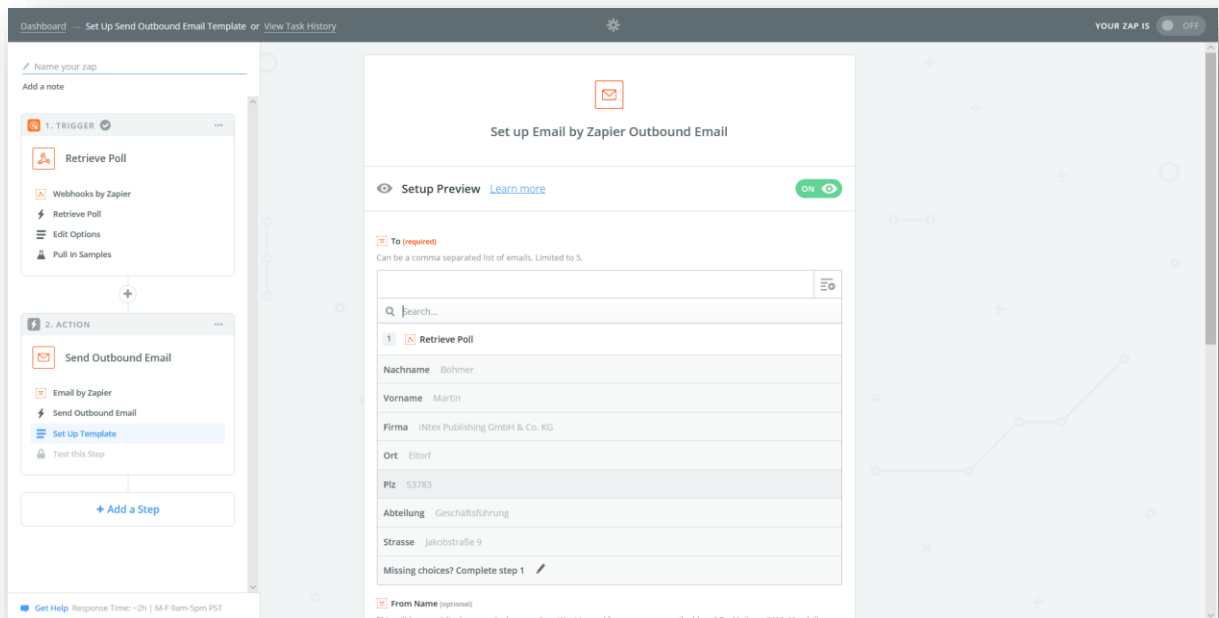 Dashboard → Set Up Send Outbound Email Template or View Task History
YOUR ZAP IS OFF
Name your zap
Add a note
1. TRIGGER
Retrieve Poll
Webhooks by Zapier
Retrieve Poll
Edit Options
Pull In Samples
2. ACTION
Send Outbound Email
Email by Zapier
Send Outbound Email
Set Up Template
Test this Step
+ Add a Step
Get Help Response Time: ~2h | M-F 9am-5pm PST
Set up Email by Zapier Outbound Email
Setup Preview Learn more
ON
To (required)
Can be a comma separated list of emails. Limited to 5.
Search...
1 Retrieve Poll
Nachname Böhmer
Vorname Martin
Firma INtex Publishing GmbH & Co. KG
Ort Eitorf
Plz 53783
Abteilung Geschäftsführung
Strasse Jakobstraße 9
Missing choices? Complete step 1
From Name (optional)